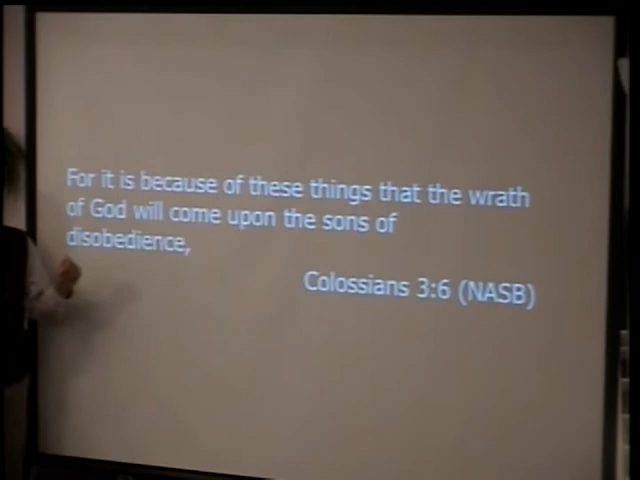 For it is because of these things that the wrath
of God will come upon the sons of
disobedience,
Colossians 3:6 (NASB)